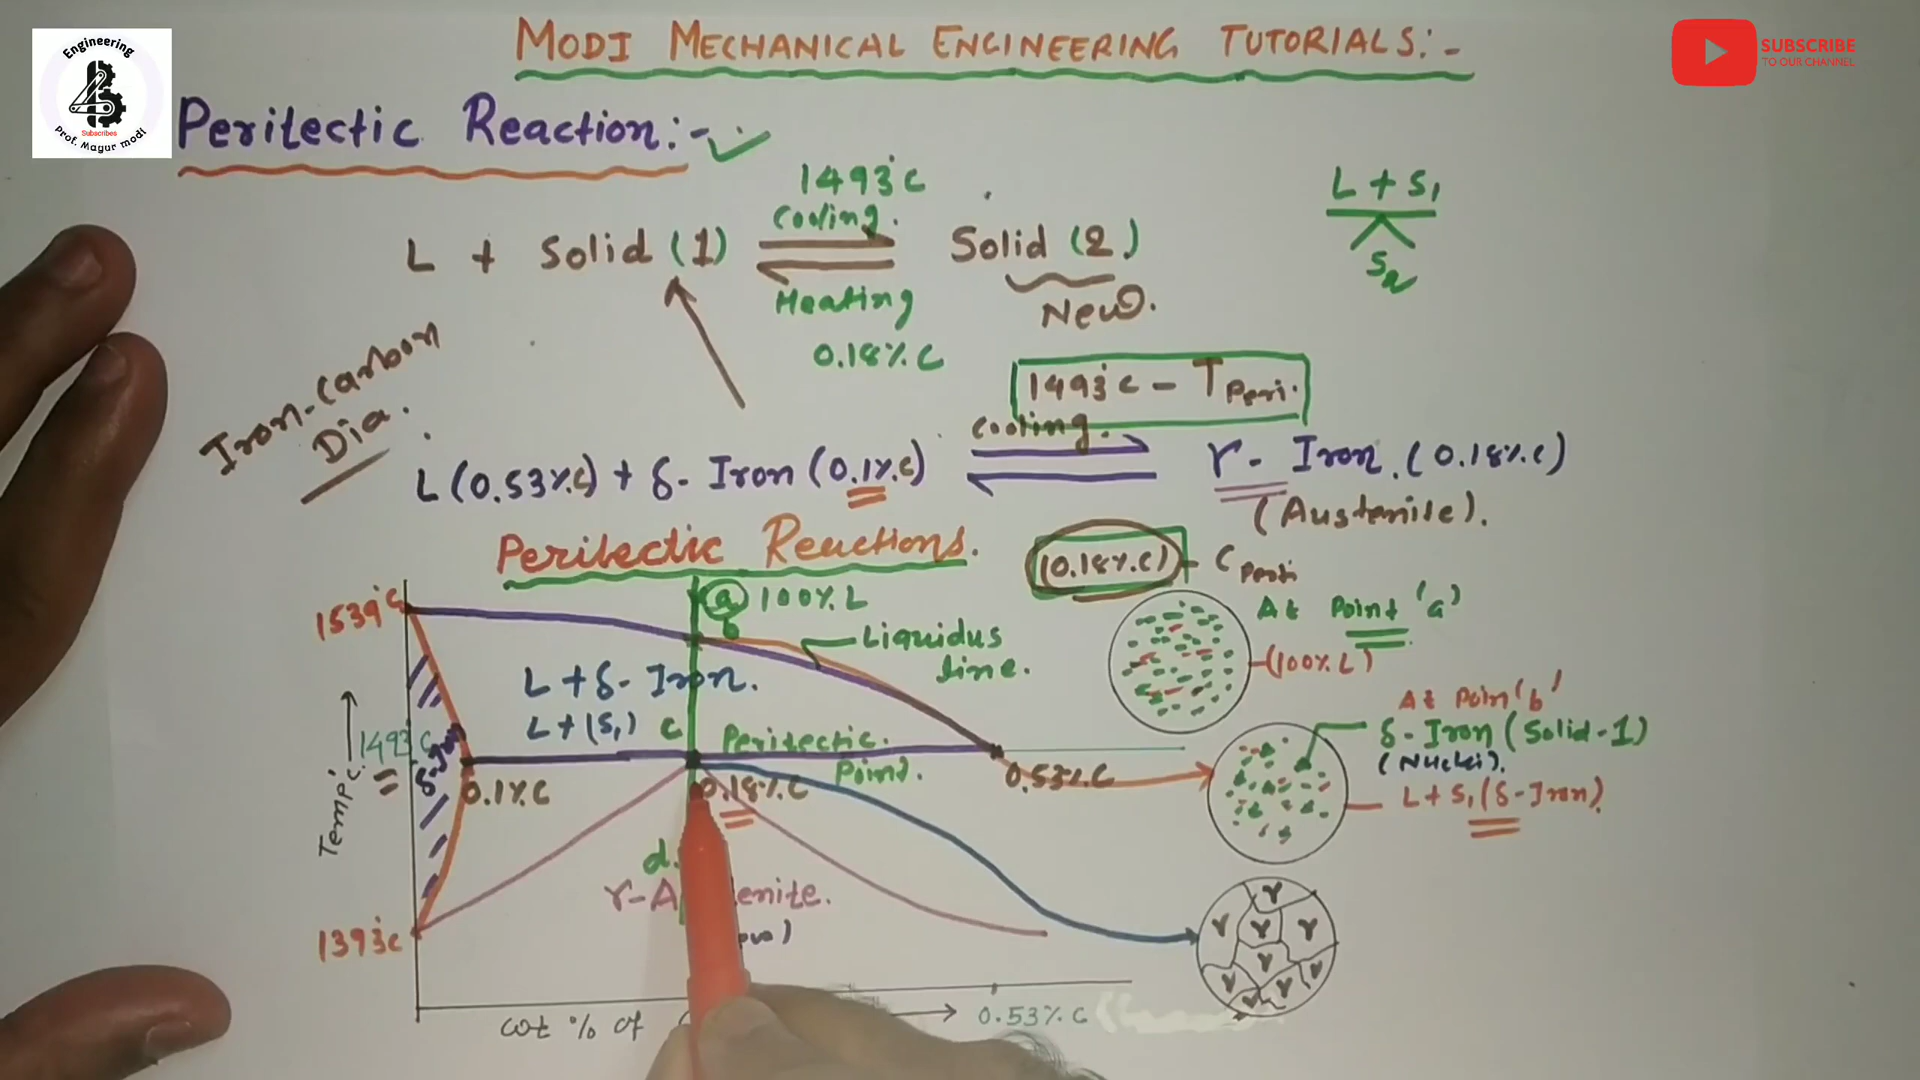 MODI MECHANICAL ENGINEERING TUTORIALS:-
SUBSCRIBE
TO OUR CHANNEL
Engineering
Subscribes
Prof. Mayur modi
Peritectic Reaction:-
1493°C
Cooling.
L + Solid (1) Solid (2)
Heating
New.
0.18%C
L + S1
S2
Iron-Carbon
Dia.
1493°C - TPeri.
Cooling.
L (0.53%C) + δ- Iron (0.1%C) γ- Iron. (0.18%C)
(Austenite).
Peritectic Reactions.
(0.18%C) - CPeri
1539°C
a 100% L
b
Liquidus
line.
At Point 'a'
(100% L)
L + δ- Iron.
L + (S1) C
At Poin 'b'
δ- Iron (Solid-1)
(Nuclei).
L + S1 (δ-Iron).
1493°C
δ-Iron
Peritectic
Point.
0.1%C
0.18%C
0.53%C
Temp°C
d.
1393°C
γ γ γ γ γ γ γ γ γ
wt % of
0.53%C